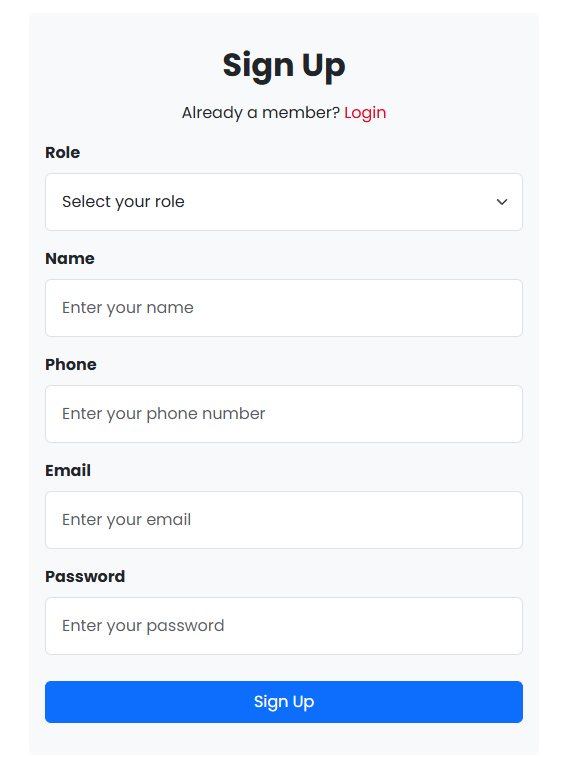 Sign Up
Already a member? Login
Role
Select your role
Name
Enter your name
Phone
Enter your phone number
Email
Enter your email
Password
Enter your password
Sign Up